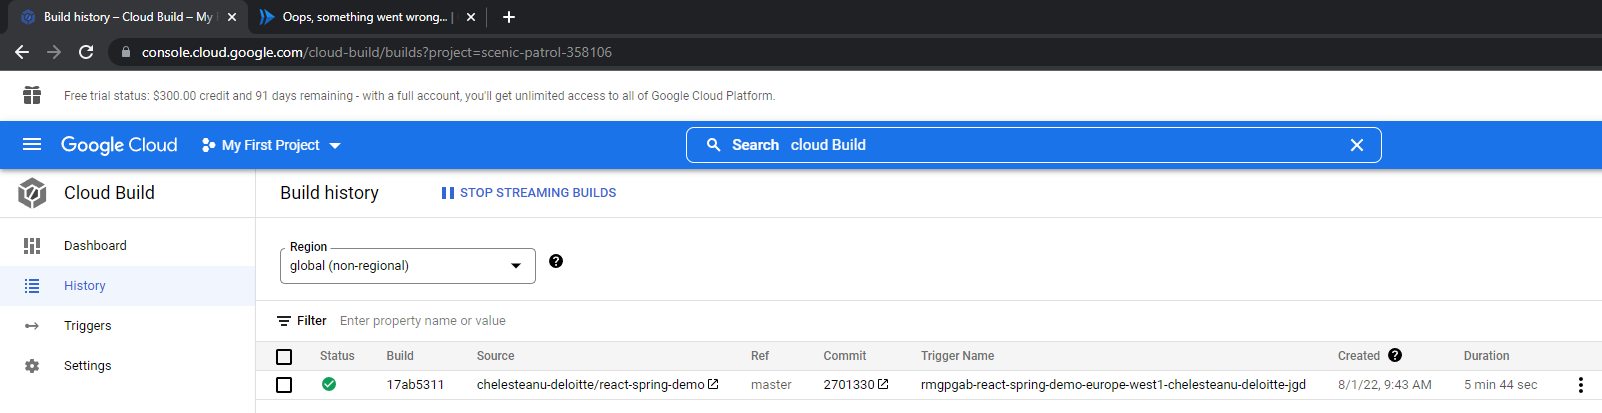 Build history – Cloud Build – My
Oops, something went wrong... |
console.cloud.google.com/cloud-build/builds?project=scenic-patrol-358106
Free trial status: $300.00 credit and 91 days remaining - with a full account, you'll get unlimited access to all of Google Cloud Platform.
Google Cloud My First Project Search cloud Build
Cloud Build Build history STOP STREAMING BUILDS
Dashboard
History
Triggers
Settings
Region
global (non-regional)
Filter Enter property name or value
Status Build Source Ref Commit Trigger Name Created Duration
17ab5311 chelesteanu-deloitte/react-spring-demo master 2701330 rmgpgab-react-spring-demo-europe-west1-chelesteanu-deloitte-jgd 8/1/22, 9:43 AM 5 min 44 sec